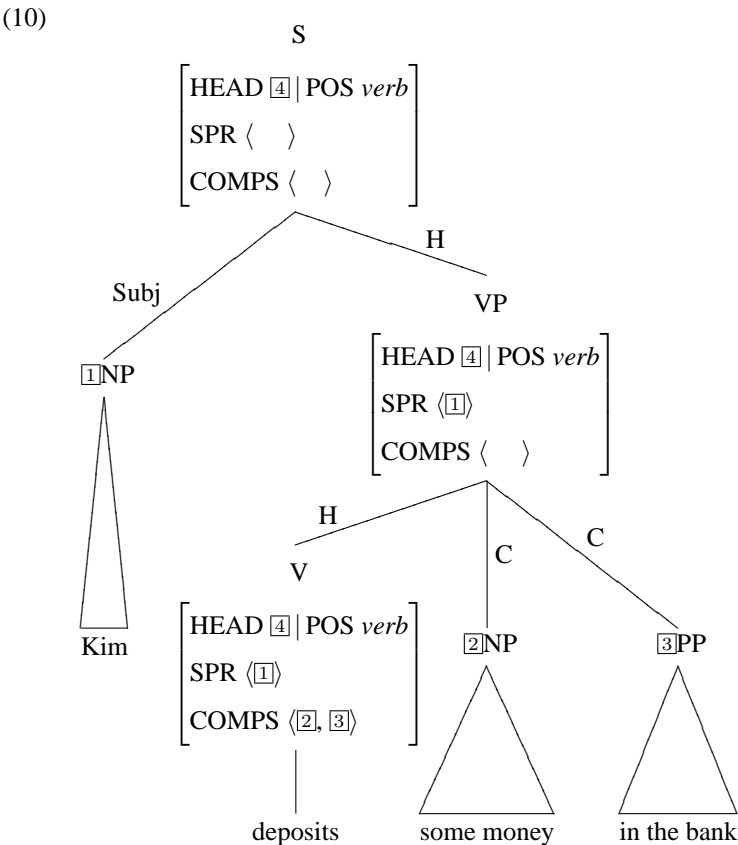 (10)
S
[HEAD 4 | POS verb
SPR ⟨ ⟩
COMPS ⟨ ⟩]
H
Subj
VP
1NP
[HEAD 4 | POS verb
SPR ⟨1⟩
COMPS ⟨ ⟩]
H
C
C
V
[HEAD 4 | POS verb
SPR ⟨1⟩
COMPS ⟨2, 3⟩]
2NP
3PP
Kim
deposits some money in the bank